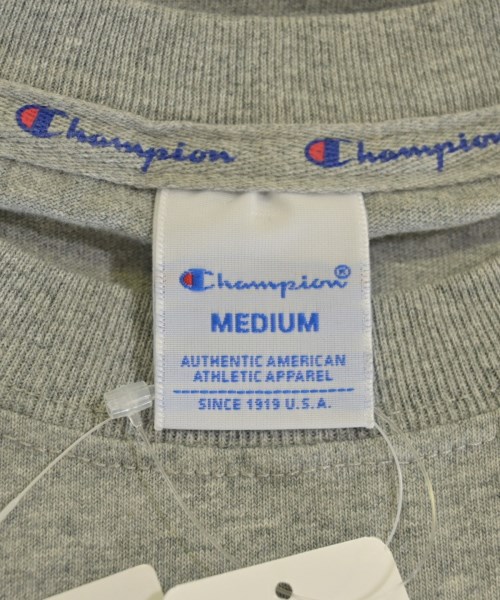 Champion Champion
Champion®
MEDIUM
AUTHENTIC AMERICAN
ATHLETIC APPAREL
SINCE 1919 U.S.A.